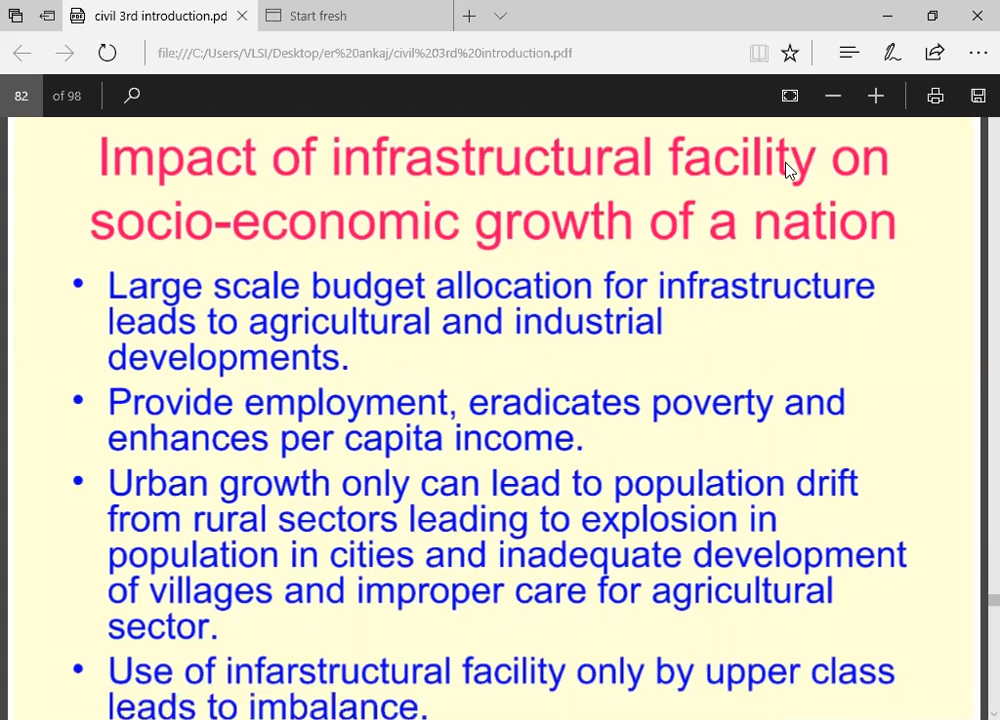 civil 3rd introduction.pd
Start fresh
file:///C:/Users/VLSI/Desktop/er%20ankaj/civil%203rd%20introduction.pdf
82 of 98
Impact of infrastructural facility on
socio-economic growth of a nation
• Large scale budget allocation for infrastructure
leads to agricultural and industrial
developments.
• Provide employment, eradicates poverty and
enhances per capita income.
• Urban growth only can lead to population drift
from rural sectors leading to explosion in
population in cities and inadequate development
of villages and improper care for agricultural
sector.
• Use of infarstructural facility only by upper class
leads to imbalance.